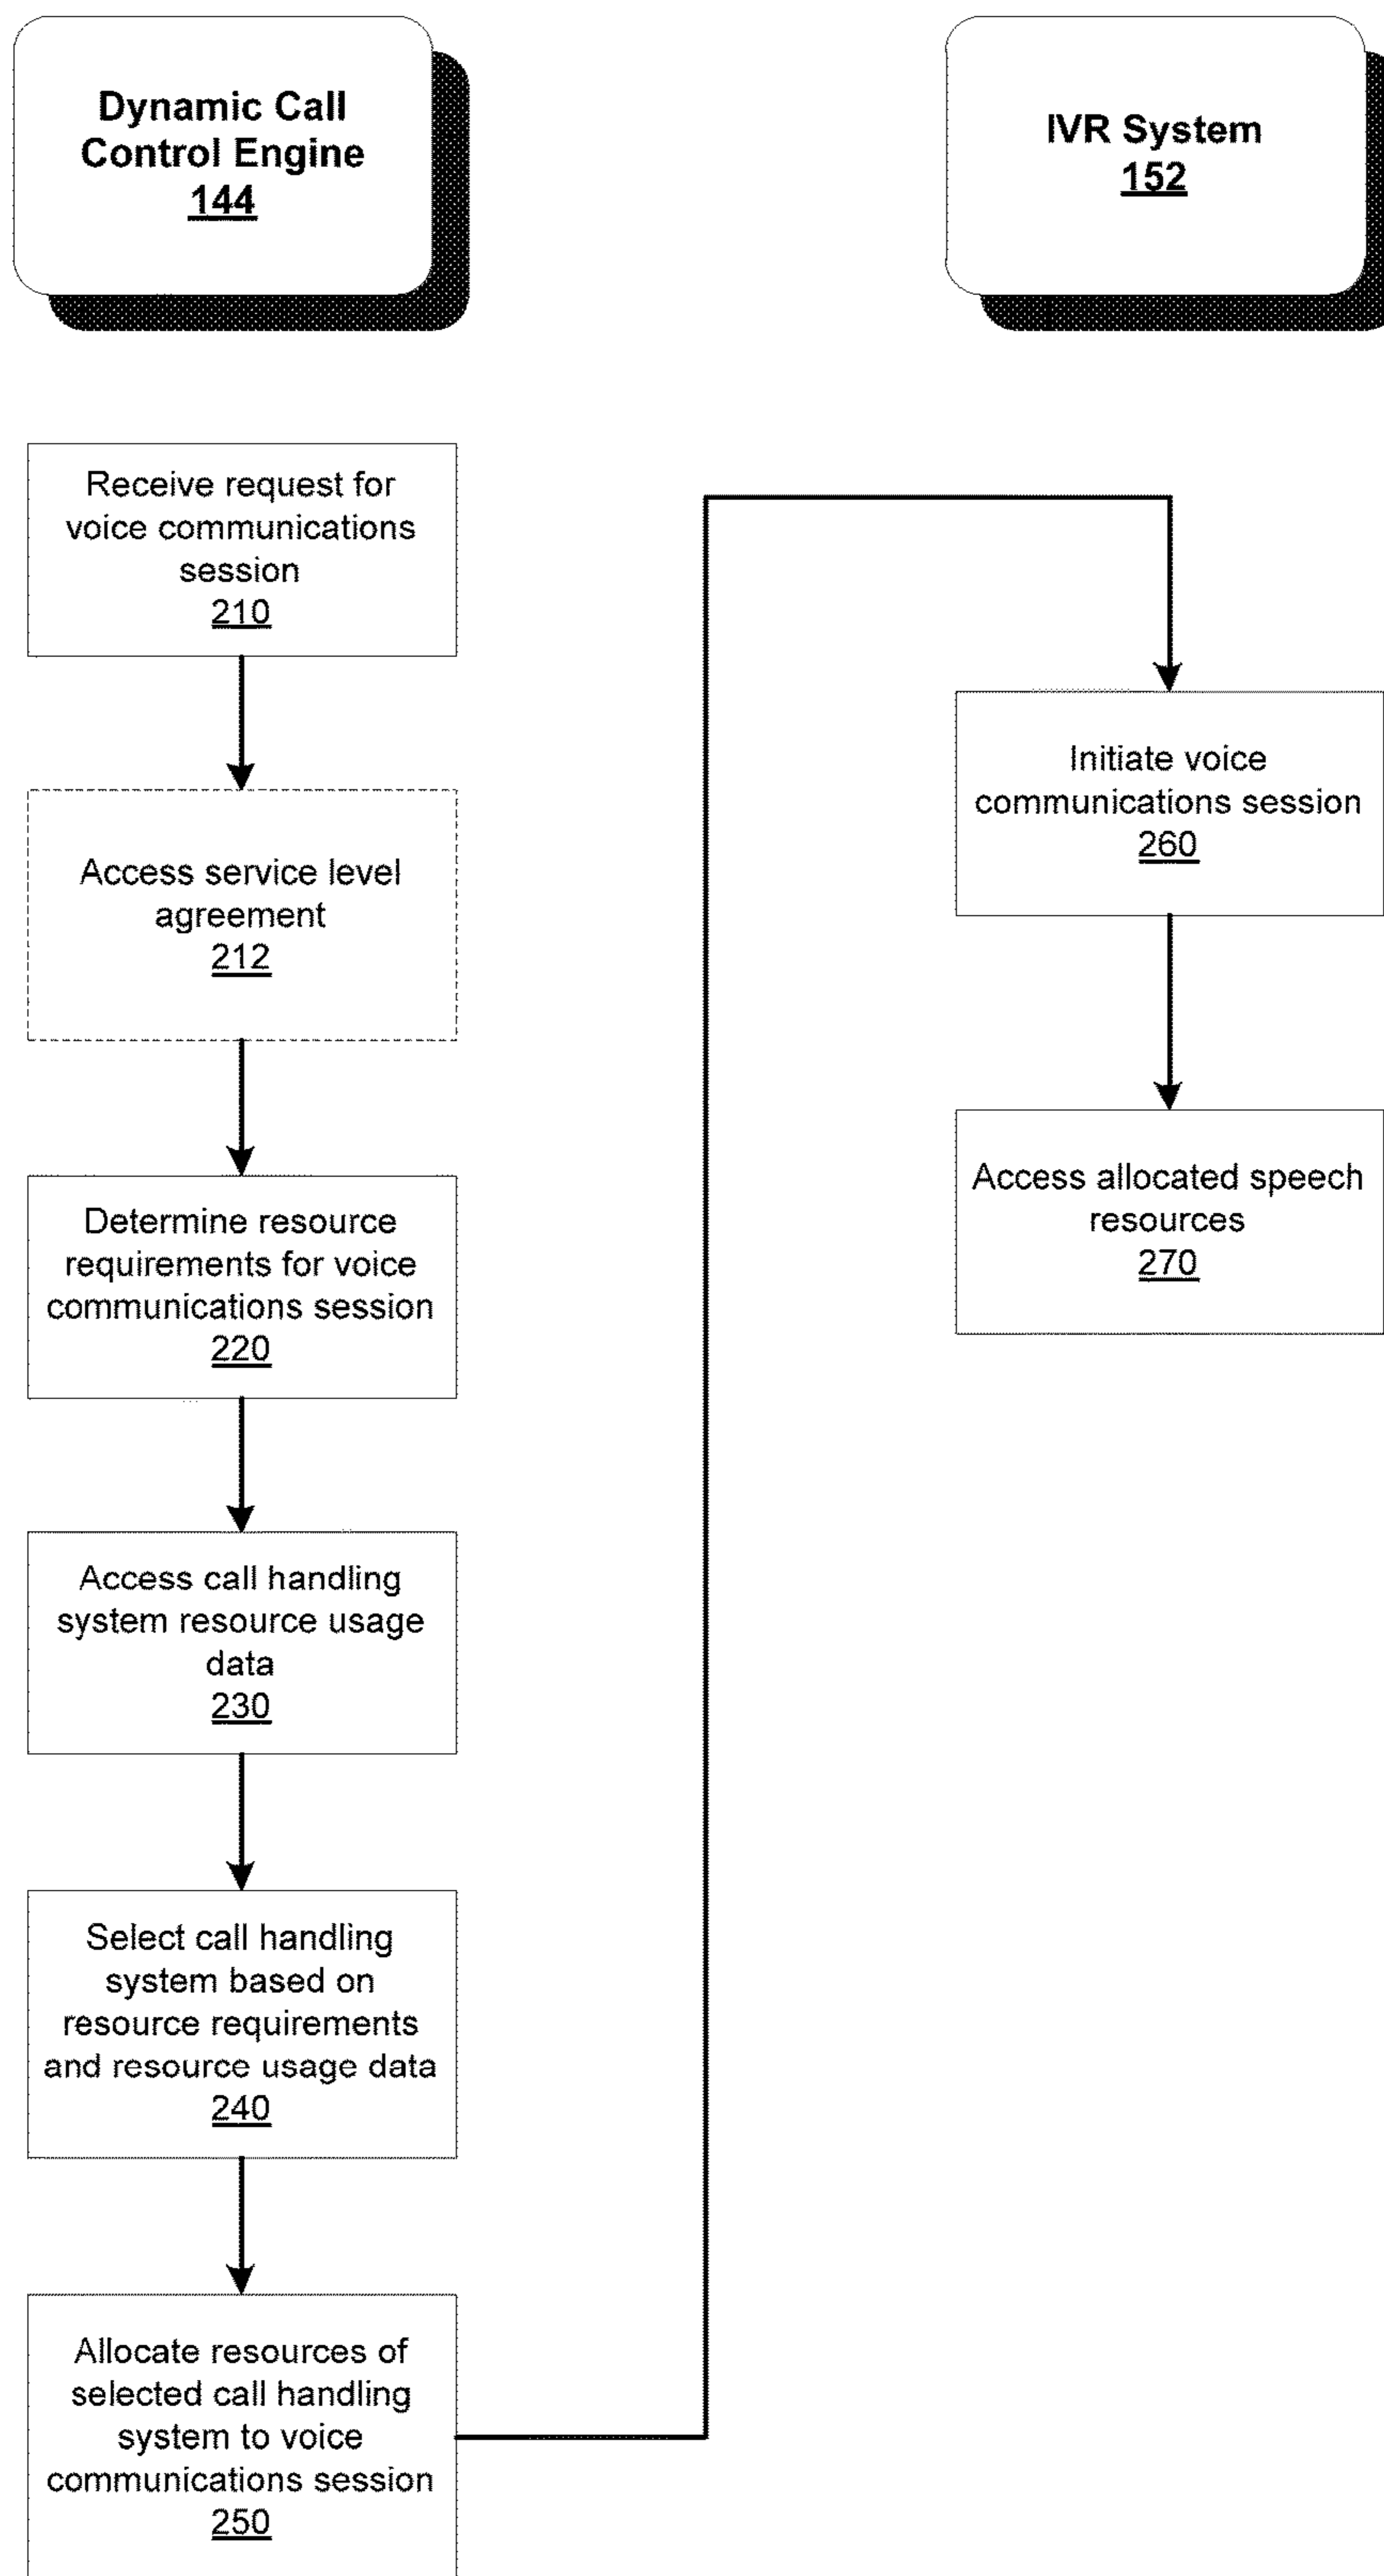 Dynamic Call
Control Engine
144
IVR System
152
Receive request for
voice communications
session
210
Access service level
agreement
212
Determine resource
requirements for voice
communications session
220
Access call handling
system resource usage
data
230
Select call handling
system based on
resource requirements
and resource usage data
240
Allocate resources of
selected call handling
system to voice
communications session
250
Initiate voice
communications session
260
Access allocated speech
resources
270